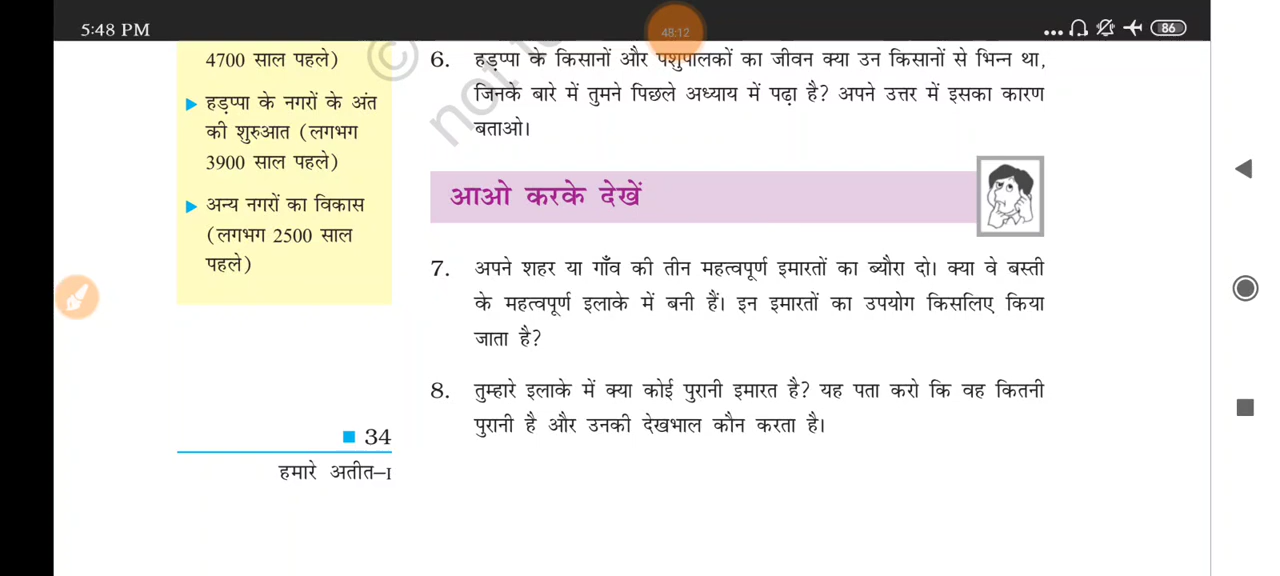 5:48 PM
48:12
86
4700 साल पहले)
▶ हड़प्पा के नगरों के अंत
की शुरुआत (लगभग
3900 साल पहले)
▶ अन्य नगरों का विकास
(लगभग 2500 साल
पहले)
34
हमारे अतीत–I
©
not to
6. हड़प्पा के किसानों और पशुपालकों का जीवन क्या उन किसानों से भिन्न था,
जिनके बारे में तुमने पिछले अध्याय में पढ़ा है? अपने उत्तर में इसका कारण
बताओ।
आओ करके देखें
7. अपने शहर या गाँव की तीन महत्वपूर्ण इमारतों का ब्यौरा दो। क्या वे बस्ती
के महत्वपूर्ण इलाके में बनी हैं। इन इमारतों का उपयोग किसलिए किया
जाता है?
8. तुम्हारे इलाके में क्या कोई पुरानी इमारत है? यह पता करो कि वह कितनी
पुरानी है और उनकी देखभाल कौन करता है।